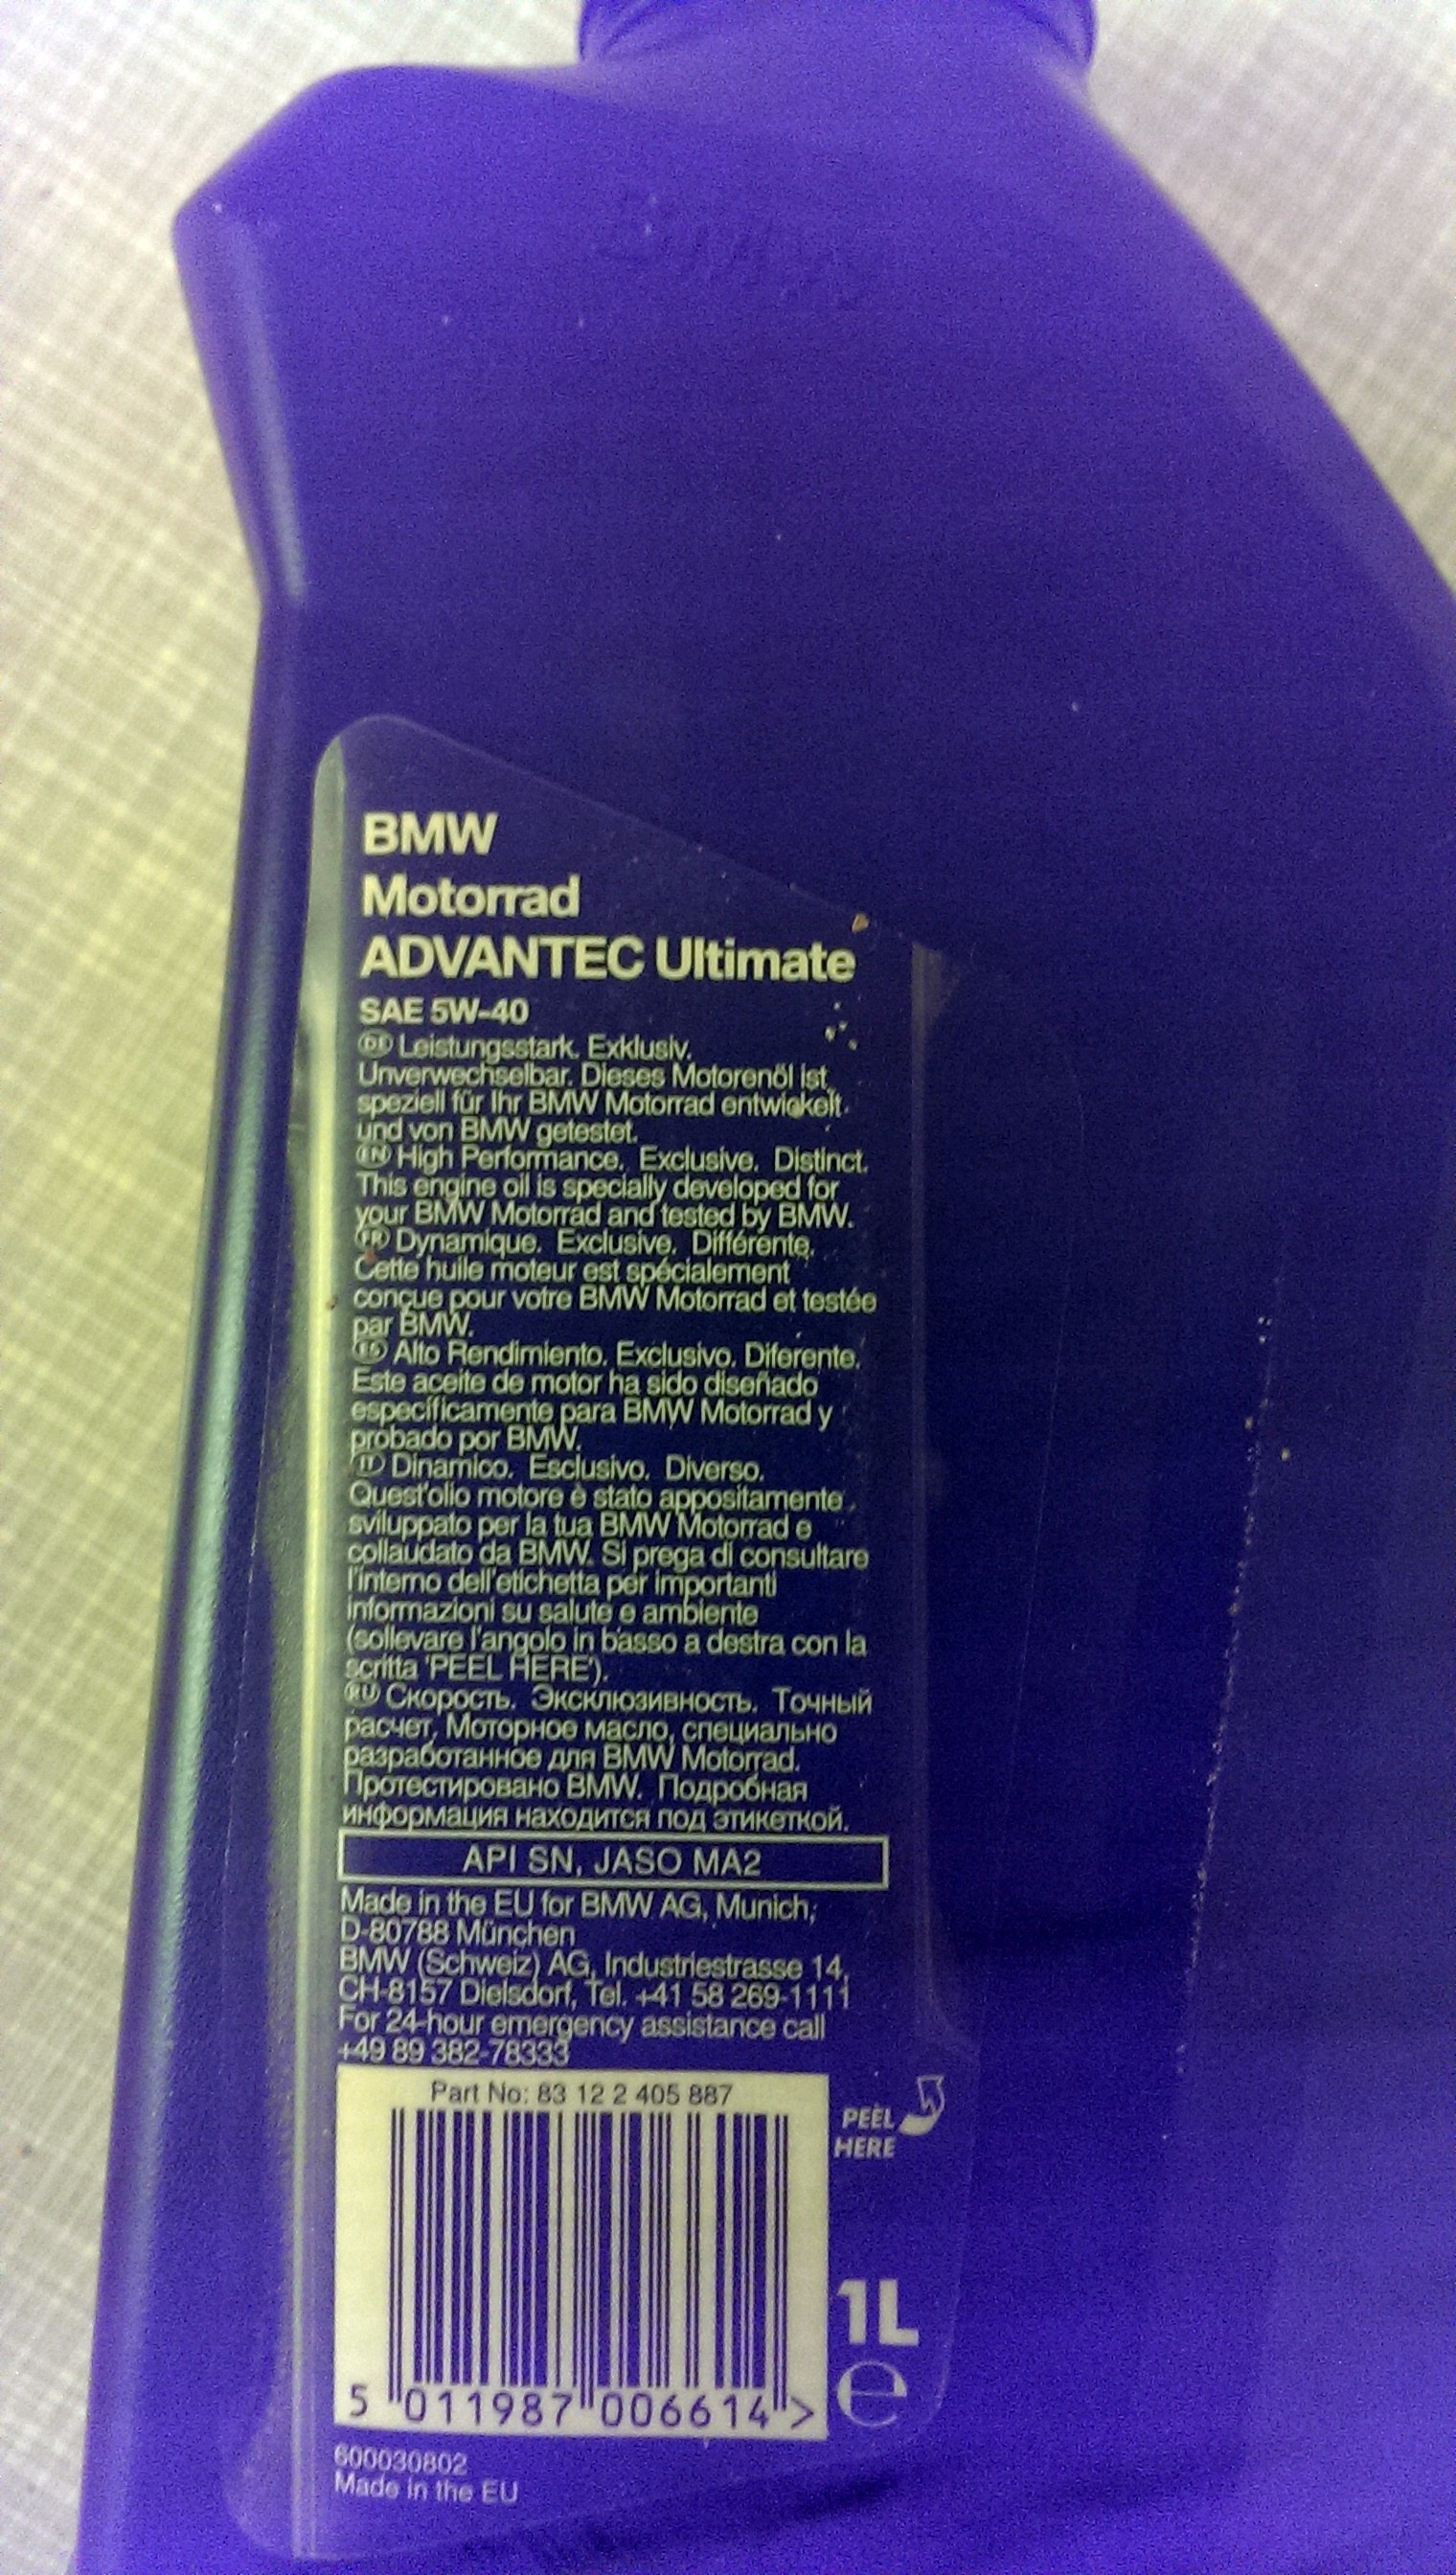 BMW
Motorrad
ADVANTEC Ultimate
SAE 5W-40
DE Leistungsstark. Exklusiv.
Unverwechselbar. Dieses Motorenöl ist
speziell für Ihr BMW Motorrad entwickelt
und von BMW getestet.
EN High Performance. Exclusive. Distinct.
This engine oil is specially developed for
your BMW Motorrad and tested by BMW.
FR Dynamique. Exclusive. Différente.
Cette huile moteur est spécialement
conçue pour votre BMW Motorrad et testée
par BMW.
ES Alto Rendimiento. Exclusivo. Diferente.
Este aceite de motor ha sido diseñado
específicamente para BMW Motorrad y
probado por BMW.
IT Dinamico. Esclusivo. Diverso.
Quest'olio motore è stato appositamente
sviluppato per la tua BMW Motorrad e
collaudato da BMW. Si prega di consultare
l'interno dell'etichetta per importanti
informazioni su salute e ambiente
(sollevare l'angolo in basso a destra con la
scritta 'PEEL HERE').
RU Скорость. Эксклюзивность. Точный
расчет, Моторное масло, специально
разработанное для BMW Motorrad.
Протестировано BMW. Подробная
информация находится под этикеткой.
API SN, JASO MA2
Made in the EU for BMW AG, Munich,
D-80788 München
BMW (Schweiz) AG, Industriestrasse 14,
CH-8157 Dielsdorf, Tel. +41 58 269-1111
For 24-hour emergency assistance call
+49 89 382-78333
Part No: 83 12 2 405 887
PEEL
HERE
1L
e
5 011987 006614 >
600030802
Made in the EU